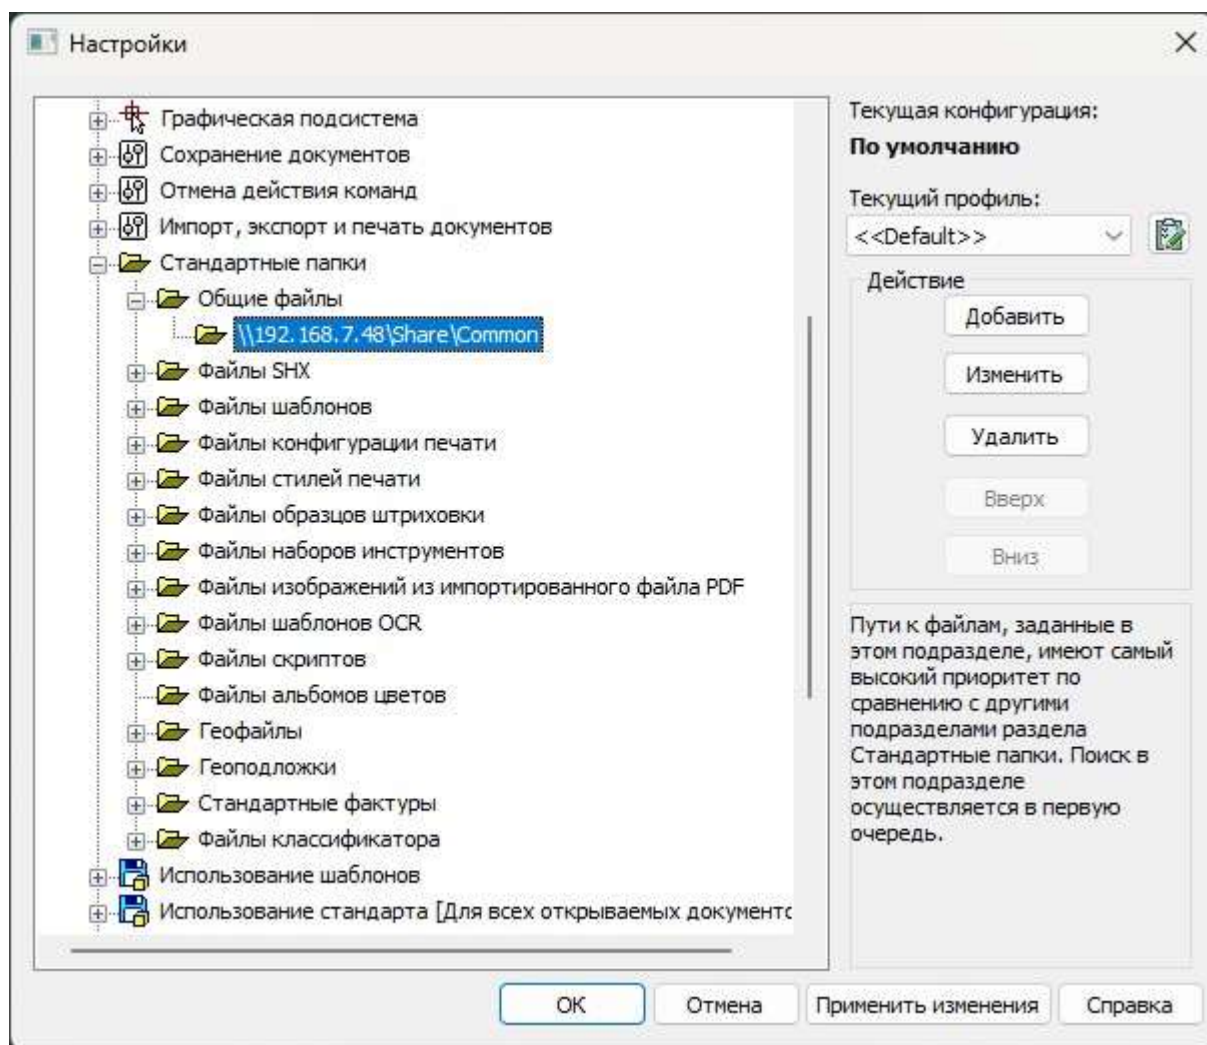 Настройки
Графическая подсистема
Сохранение документов
Отмена действия команд
Импорт, экспорт и печать документов
Стандартные папки
Общие файлы
\\192.168.7.48\Share\Common
Файлы SHX
Файлы шаблонов
Файлы конфигурации печати
Файлы стилей печати
Файлы образцов штриховки
Файлы наборов инструментов
Файлы изображений из импортированного файла PDF
Файлы шаблонов OCR
Файлы скриптов
Файлы альбомов цветов
Геофайлы
Геоподложки
Стандартные фактуры
Файлы классификатора
Использование шаблонов
Использование стандарта [Для всех открываемых документо
Текущая конфигурация:
По умолчанию
Текущий профиль:
<<Default>>
Действие
Добавить
Изменить
Удалить
Вверх
Вниз
Пути к файлам, заданные в
этом подразделе, имеют самый
высокий приоритет по
сравнению с другими
подразделами раздела
Стандартные папки. Поиск в
этом подразделе
осуществляется в первую
очередь.
ОК
Отмена
Применить изменения
Справка